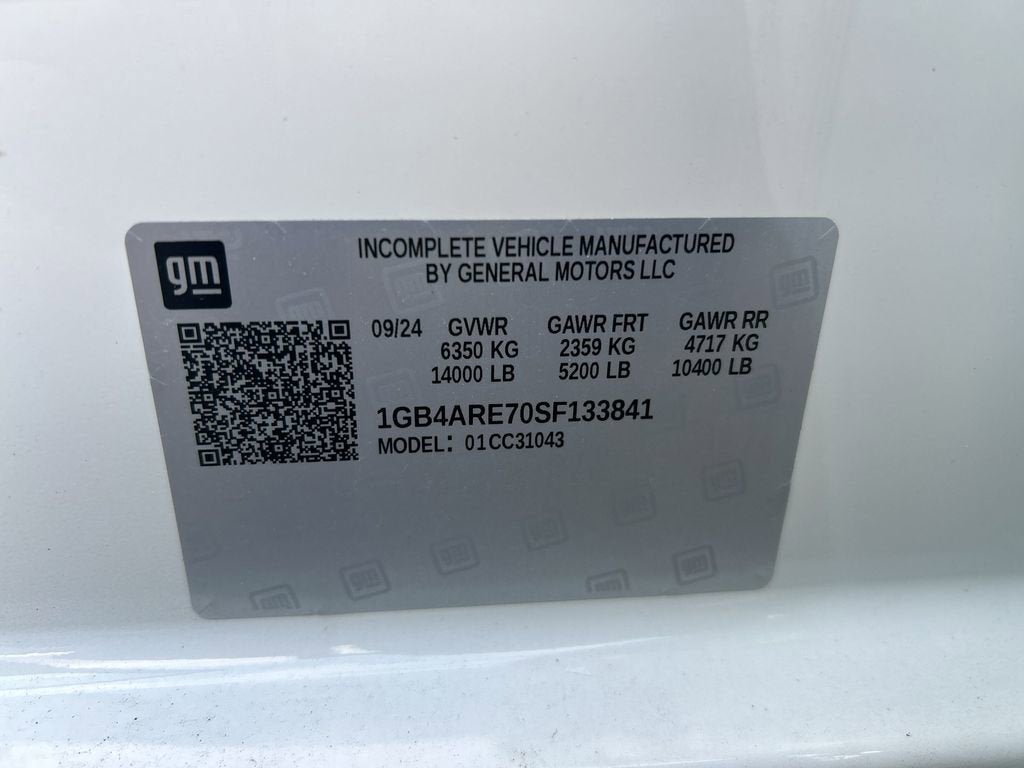 gm
INCOMPLETE VEHICLE MANUFACTURED
BY GENERAL MOTORS LLC
09/24 GVWR GAWR FRT GAWR RR
6350 KG 2359 KG 4717 KG
14000 LB 5200 LB 10400 LB
1GB4ARE70SF133841
MODEL: 01CC31043